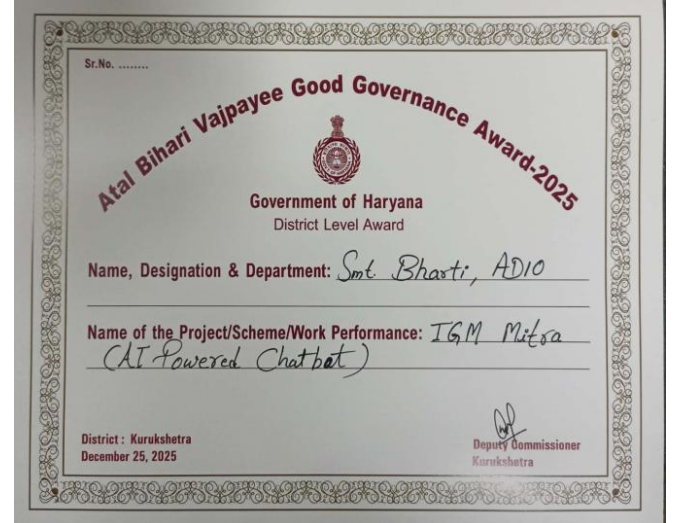 Sr.No. ........
Atal Bihari Vajpayee Good Governance Award-2025
Government of Haryana
District Level Award
Name, Designation & Department: Smt. Bharti, ADIO
Name of the Project/Scheme/Work Performance: IGM Mitra
(AI Powered Chatbat)
District : Kurukshetra
December 25, 2025
Deputy Commissioner
Kurukshetra